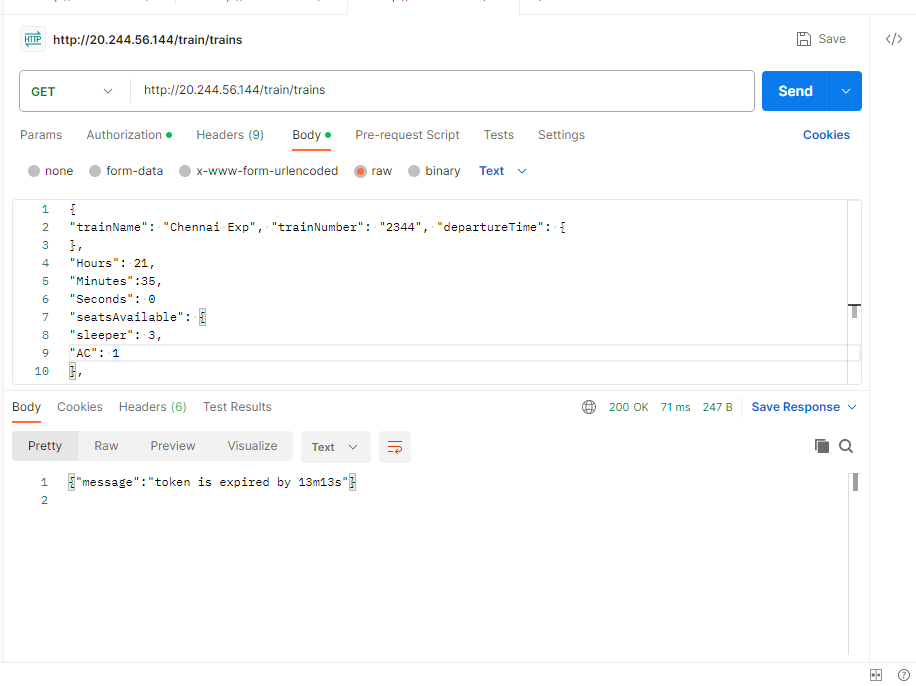 HTTP http://20.244.56.144/train/trains Save
GET http://20.244.56.144/train/trains Send
Params Authorization Headers (9) Body Pre-request Script Tests Settings Cookies
none form-data x-www-form-urlencoded raw binary Text
1 {
2 "trainName": "Chennai Exp", "trainNumber": "2344", "departureTime": {
3 },
4 "Hours": 21,
5 "Minutes":35,
6 "Seconds": 0
7 "seatsAvailable": {
8 "sleeper": 3,
9 "AC": 1
10 },
Body Cookies Headers (6) Test Results 200 OK 71 ms 247 B Save Response
Pretty Raw Preview Visualize Text
1 {"message":"token is expired by 13m13s"}
2